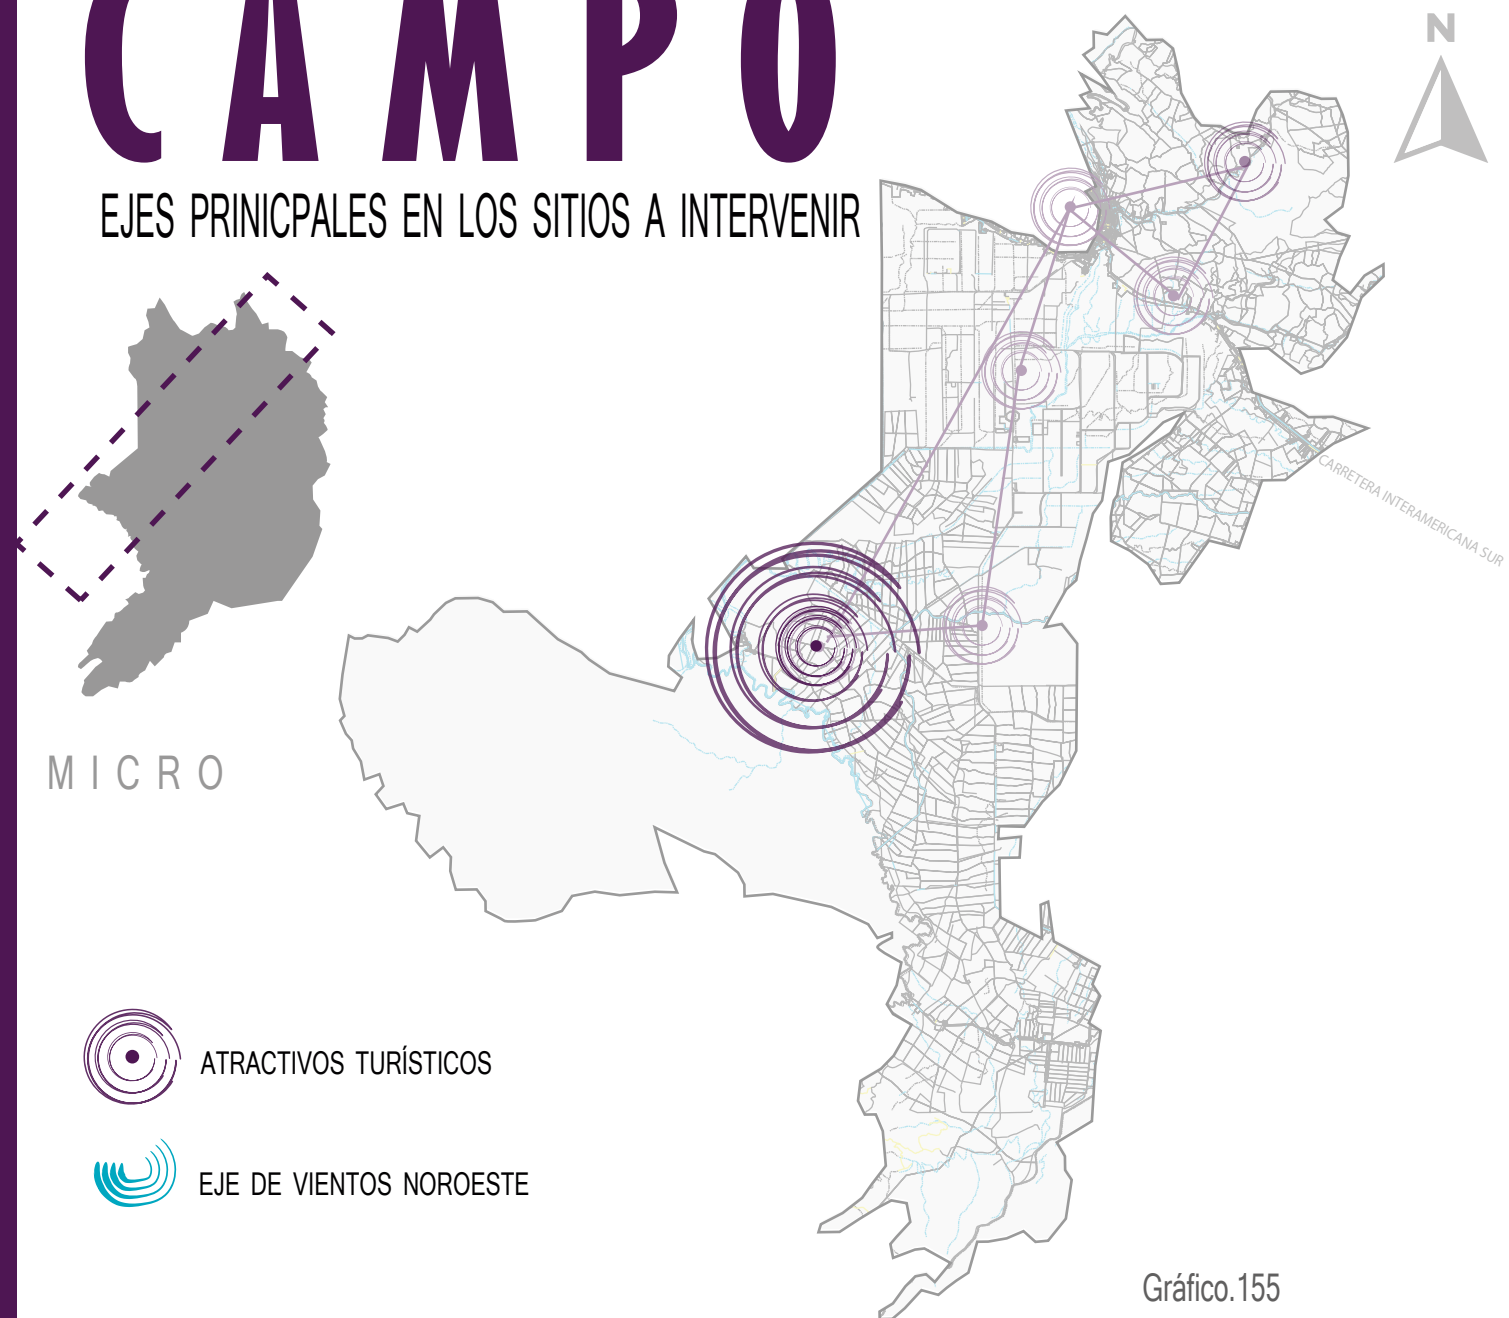 CAMPO
N
EJES PRINICPALES EN LOS SITIOS A INTERVENIR
CARRETERA INTERAMERICANA SUR
MICRO
ATRACTIVOS TURÍSTICOS
EJE DE VIENTOS NOROESTE
Gráfico.155